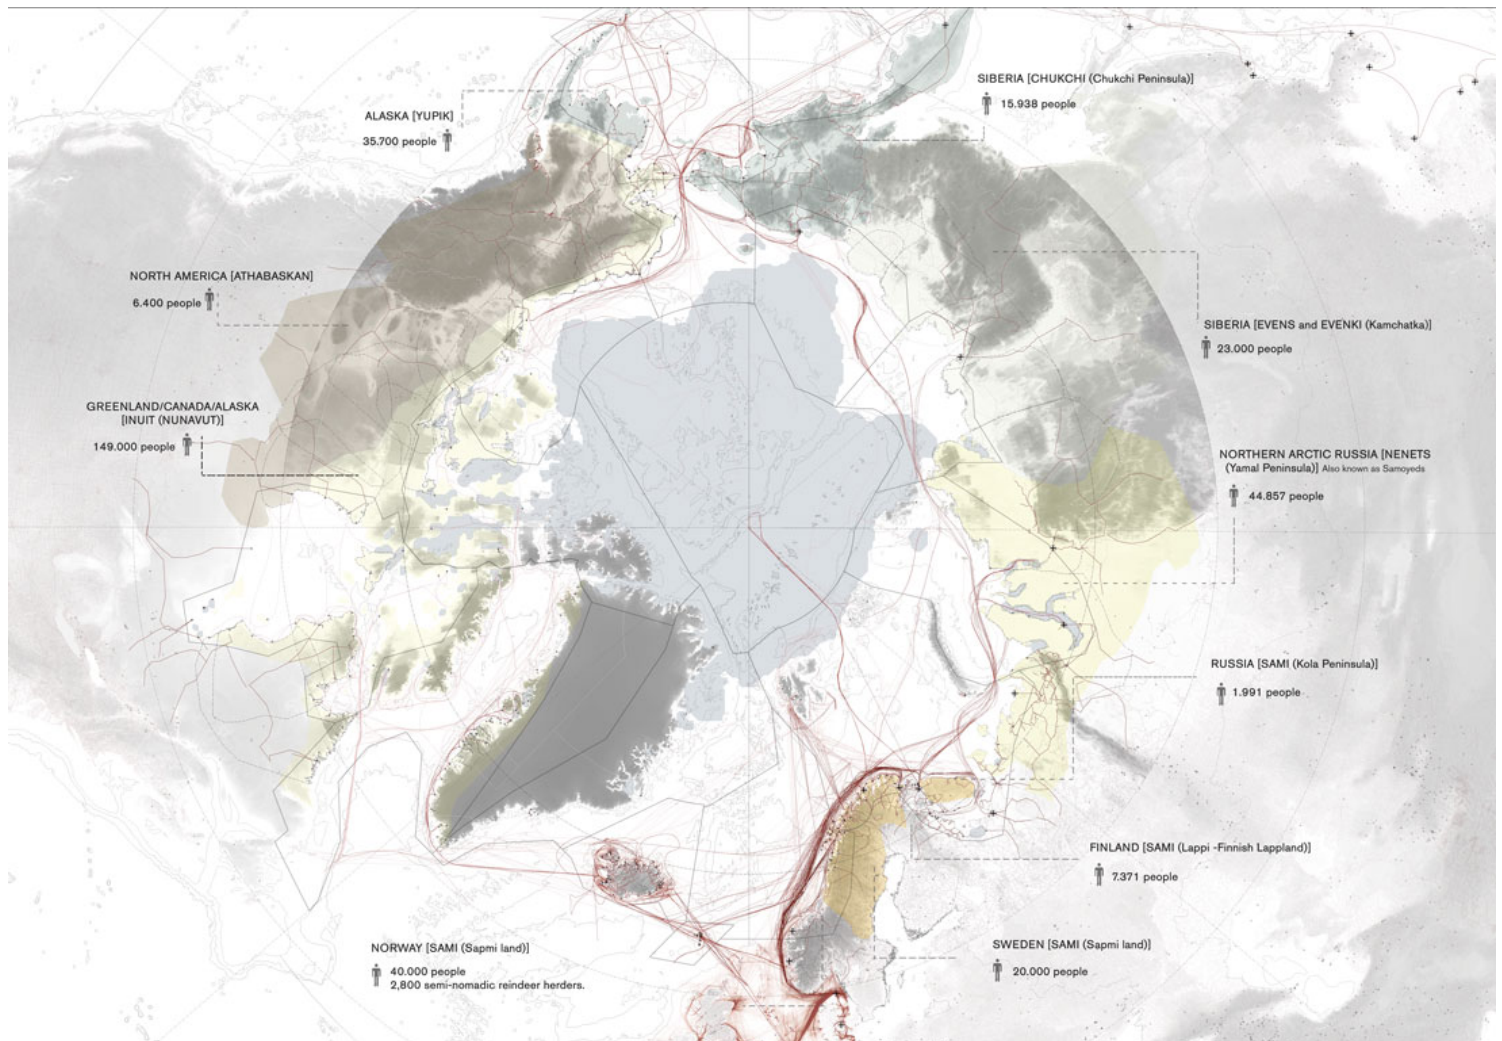 SIBERIA [CHUKCHI (Chukchi Peninsula)]
15.938 people
ALASKA [YUPIK]
35.700 people
NORTH AMERICA [ATHABASKAN]
6.400 people
SIBERIA [EVENS and EVENKI (Kamchatka)]
23.000 people
GREENLAND/CANADA/ALASKA
[INUIT (NUNAVUT)]
149.000 people
NORTHERN ARCTIC RUSSIA [NENETS
(Yamal Peninsula)] Also known as Samoyeds
44.857 people
RUSSIA [SAMI (Kola Peninsula)]
1.991 people
FINLAND [SAMI (Lappi -Finnish Lappland)]
7.371 people
NORWAY [SAMI (Sapmi land)]
40.000 people
2,800 semi-nomadic reindeer herders.
SWEDEN [SAMI (Sapmi land)]
20.000 people